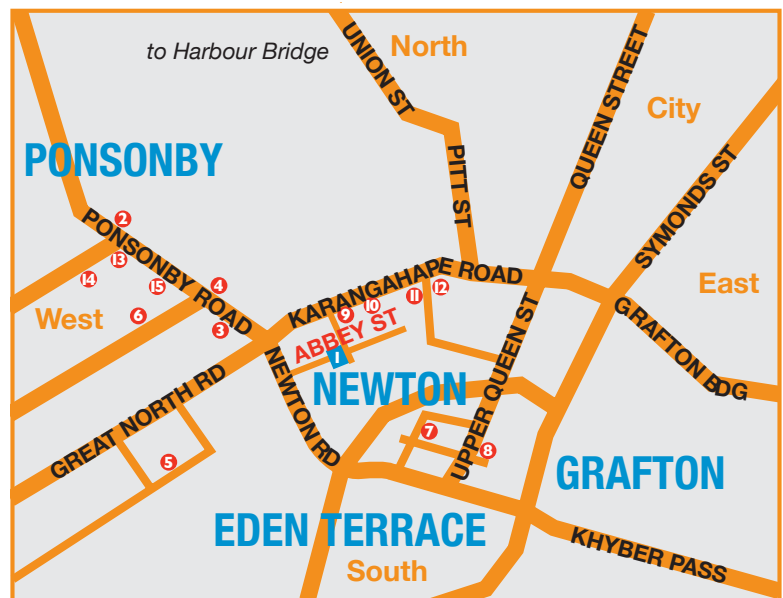 to Harbour Bridge
North
UNION ST
QUEEN STREET
City
PONSONBY
PITT ST
SYMONDS ST
2
PONSONBY ROAD
13
14
15
4
KARANGAHAPE ROAD
East
West
6
3
9
10
11
12
GRAFTON BDG
ABBEY ST
1
NEWTON
NEWTON RD
UPPER QUEEN ST
GREAT NORTH RD
7
8
5
GRAFTON
EDEN TERRACE
KHYBER PASS
South